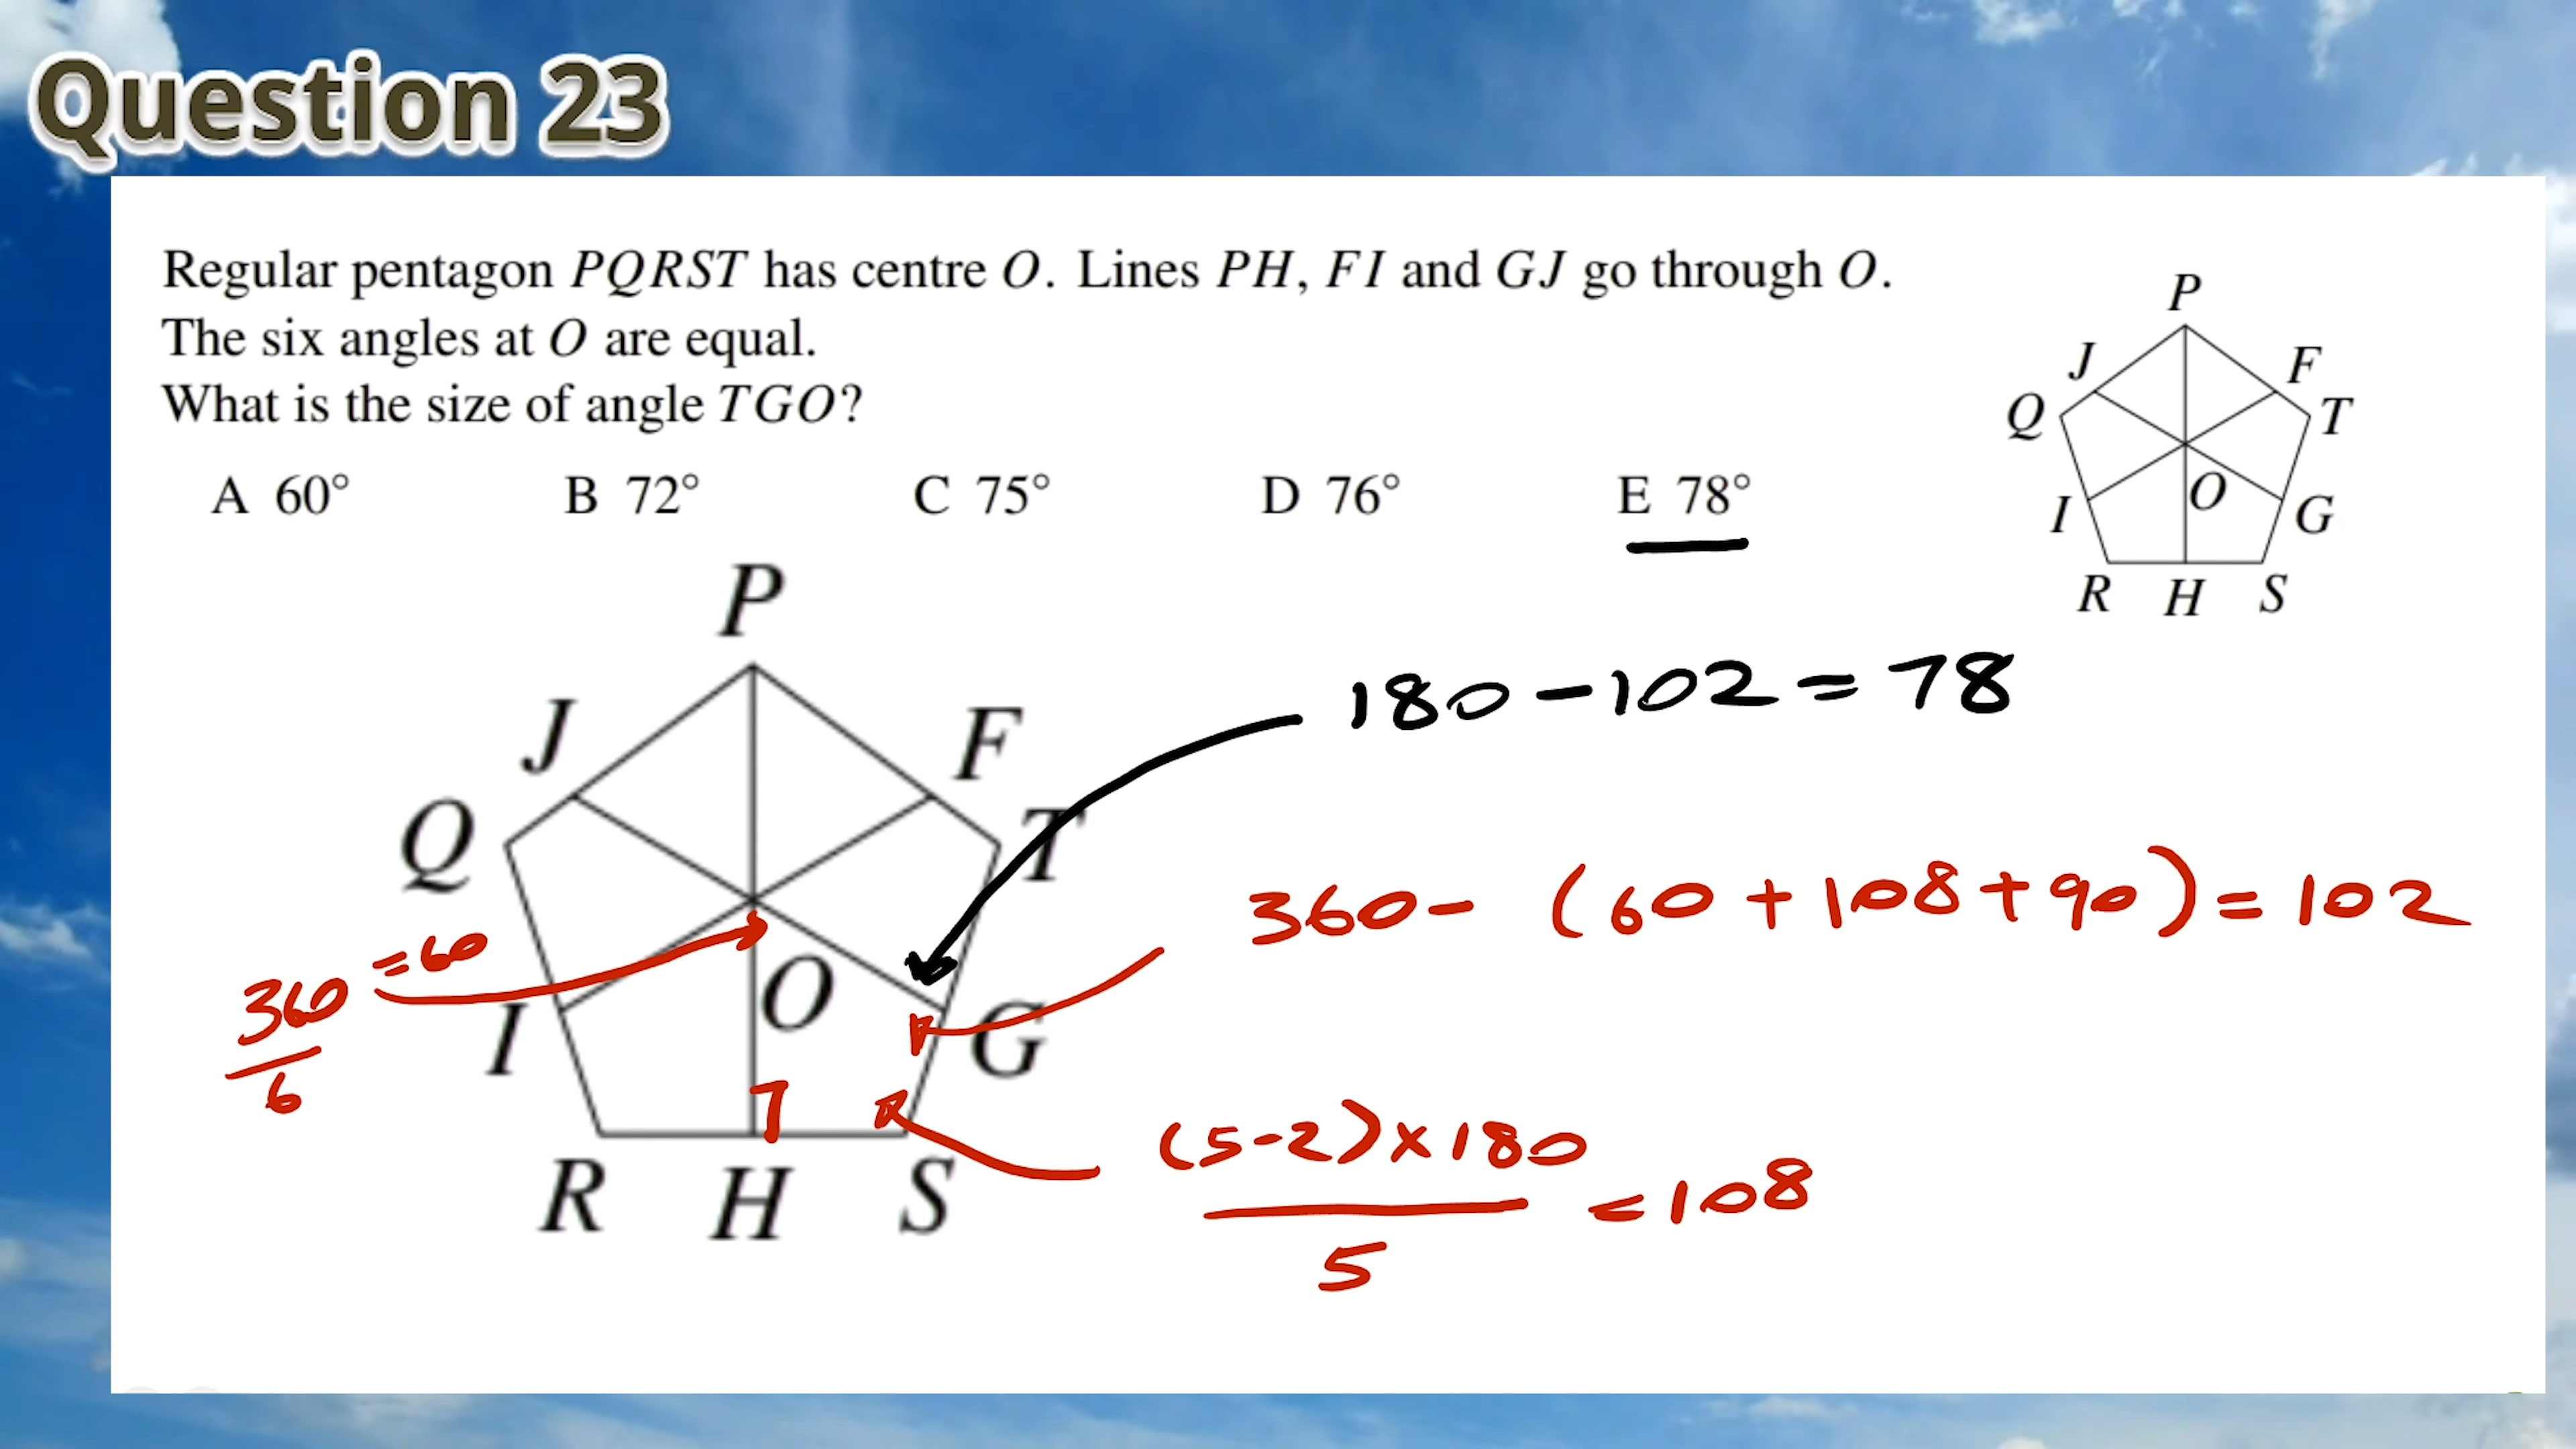 Question 23
Regular pentagon PQRST has centre O. Lines PH, FI and GJ go through O.
The six angles at O are equal.
What is the size of angle TGO?
A 60° B 72° C 75° D 76° E 78°
P
J F
Q T
O
I G
R H S
P
J F
Q T
O
I G
R H S
180-102=78
360-(60+108+90)=102
360/6 =60
(5-2)×180/5 =108